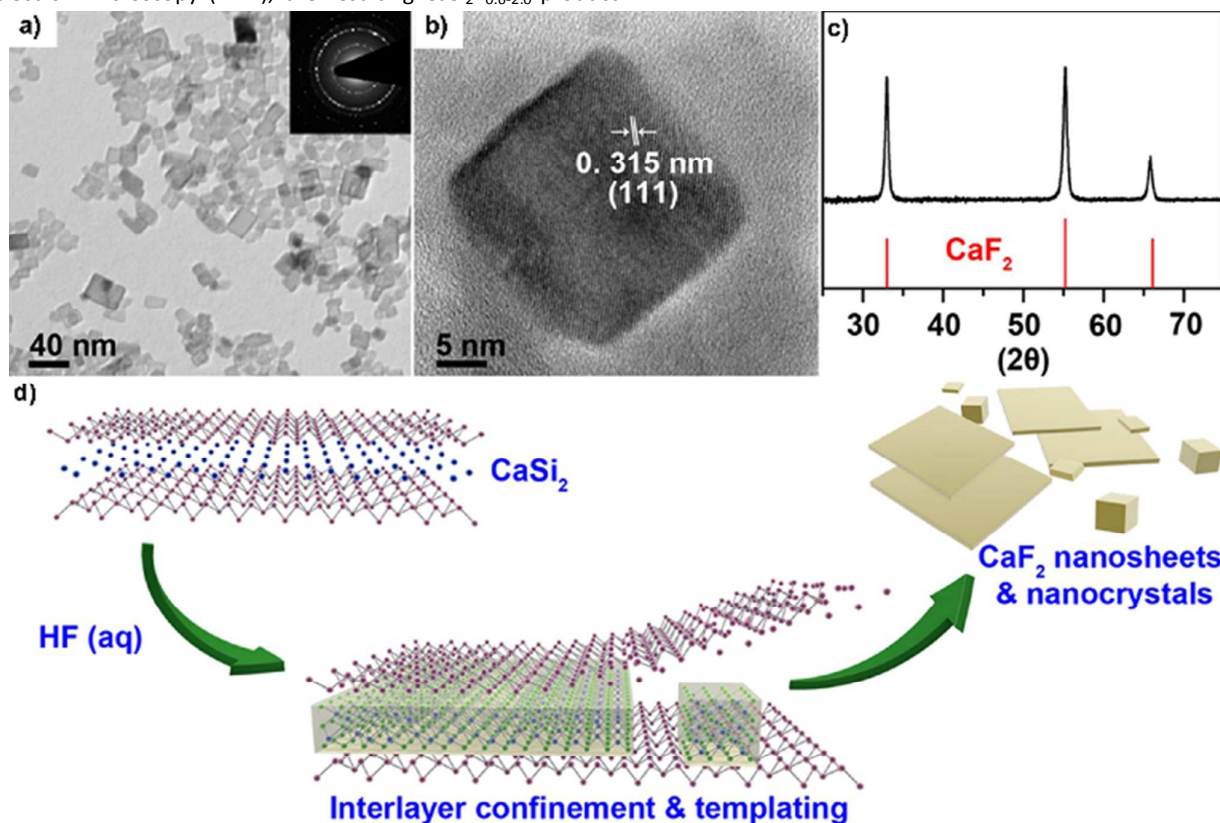 a)
b)
c)
40 nm
0. 315 nm
(111)
5 nm
CaF₂
30 40 50 60 70
(2θ)
d)
CaSi₂
HF (aq)
CaF₂ nanosheets
& nanocrystals
Interlayer confinement & templating